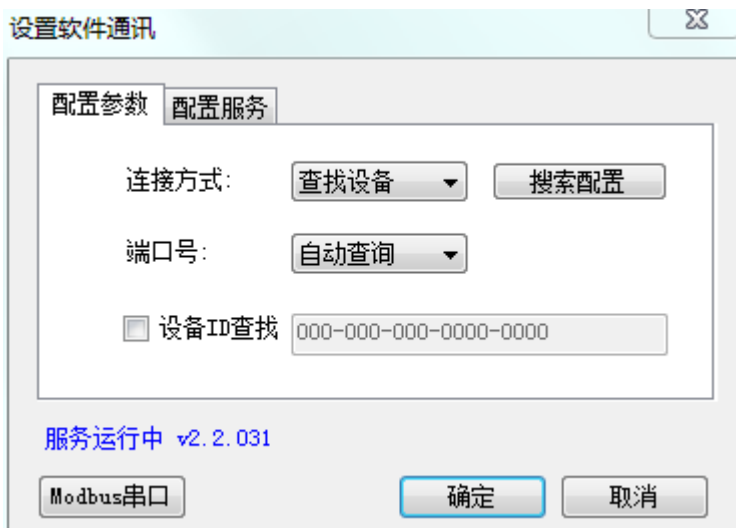 设置软件通讯
配置参数 配置服务
连接方式: 查找设备 搜索配置
端口号: 自动查询
设备ID查找 000-000-000-0000-0000
服务运行中 v2.2.031
Modbus串口 确定 取消